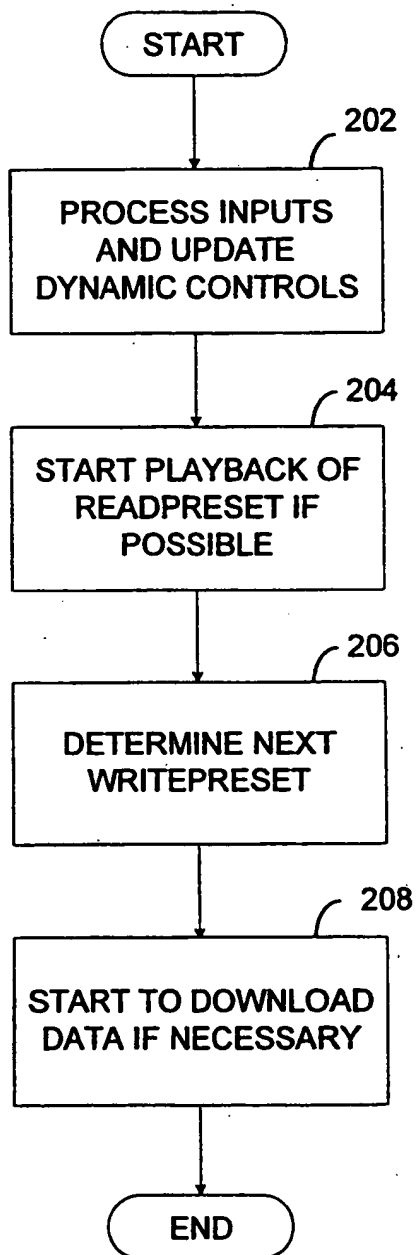 START
202
PROCESS INPUTS
AND UPDATE
DYNAMIC CONTROLS
204
START PLAYBACK OF
READPRESET IF
POSSIBLE
206
DETERMINE NEXT
WRITEPRESET
208
START TO DOWNLOAD
DATA IF NECESSARY
END